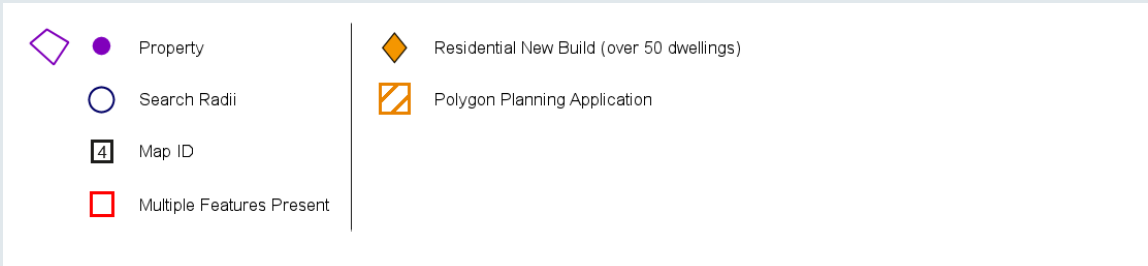 Property
Search Radii
4
Map ID
Multiple Features Present
Residential New Build (over 50 dwellings)
Polygon Planning Application